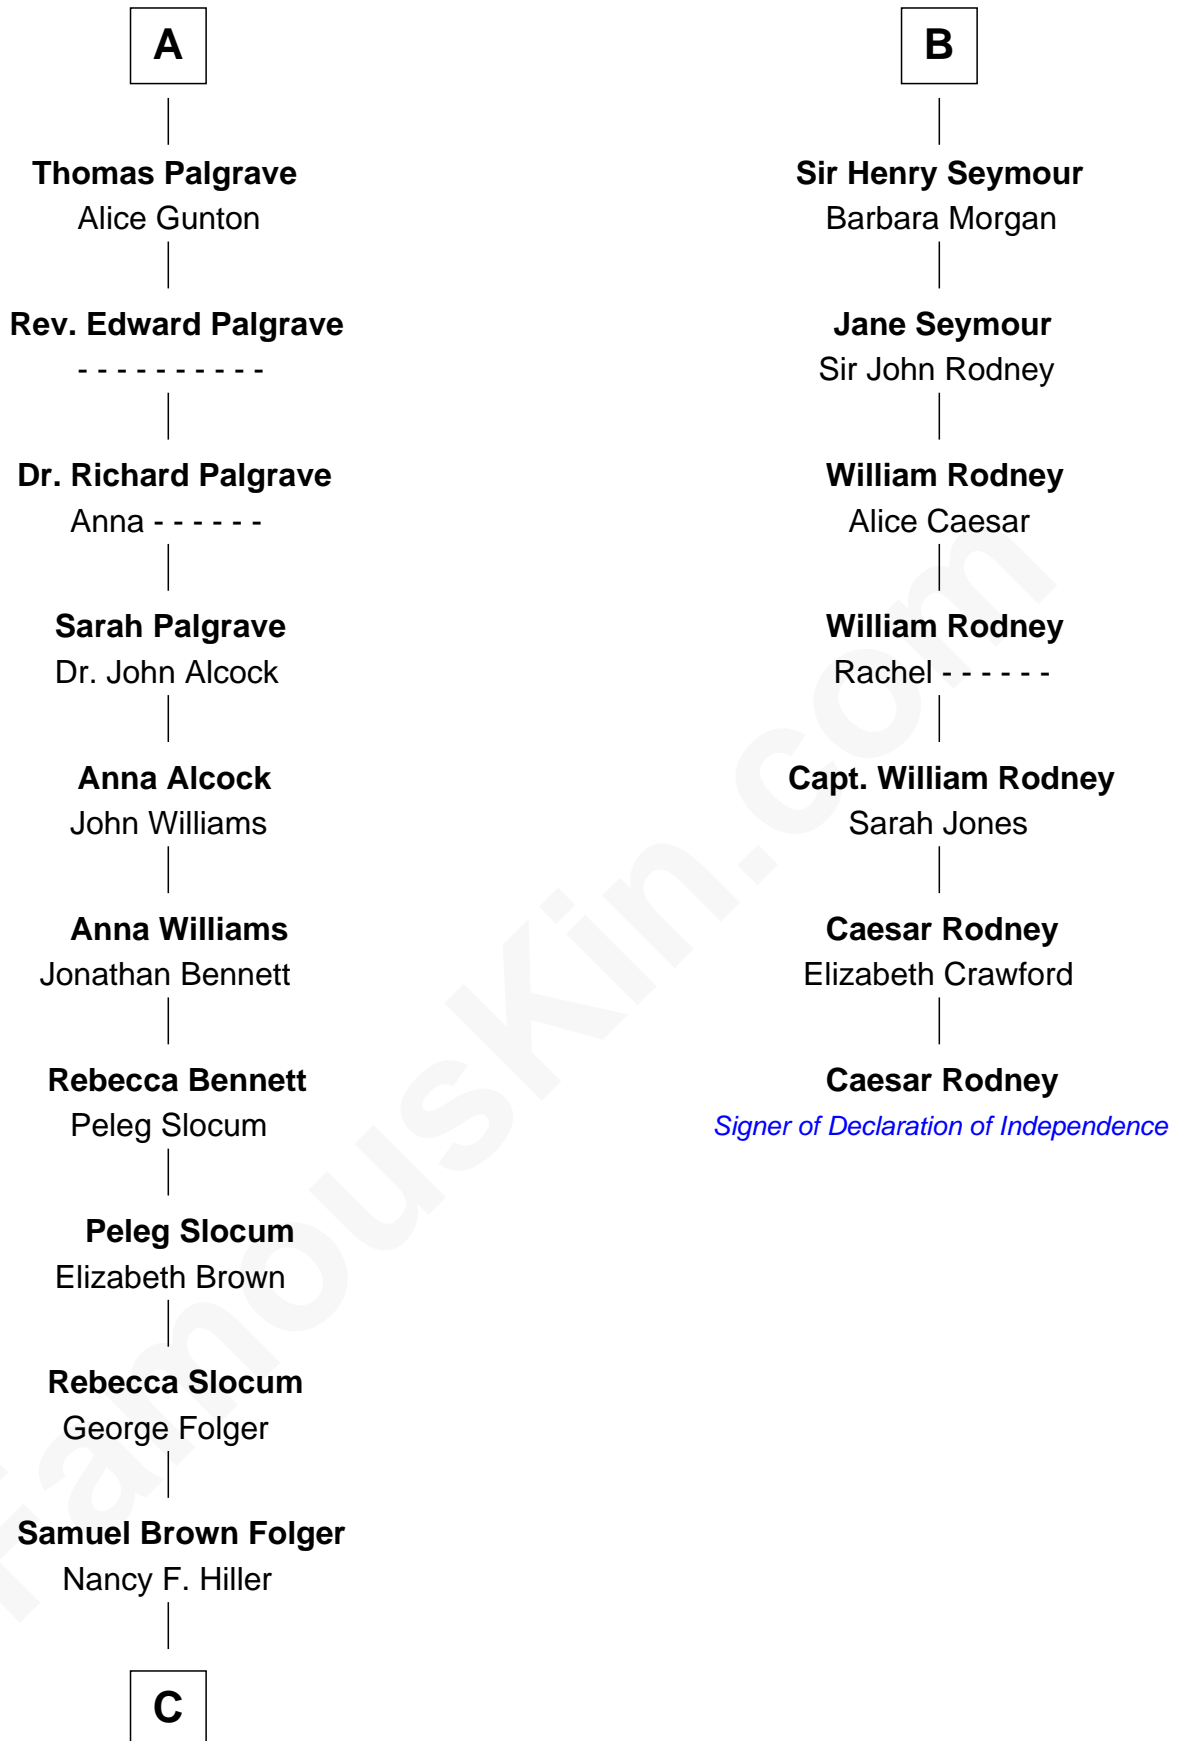 A
Thomas Palgrave
Alice Gunton
Rev. Edward Palgrave
- - - - - - - - - -
Dr. Richard Palgrave
Anna - - - - - -
Sarah Palgrave
Dr. John Alcock
Anna Alcock
John Williams
Anna Williams
Jonathan Bennett
Rebecca Bennett
Peleg Slocum
Peleg Slocum
Elizabeth Brown
Rebecca Slocum
George Folger
Samuel Brown Folger
Nancy F. Hiller
C
B
Sir Henry Seymour
Barbara Morgan
Jane Seymour
Sir John Rodney
William Rodney
Alice Caesar
William Rodney
Rachel - - - - - -
Capt. William Rodney
Sarah Jones
Caesar Rodney
Elizabeth Crawford
Caesar Rodney
Signer of Declaration of Independence
FamousKin.com